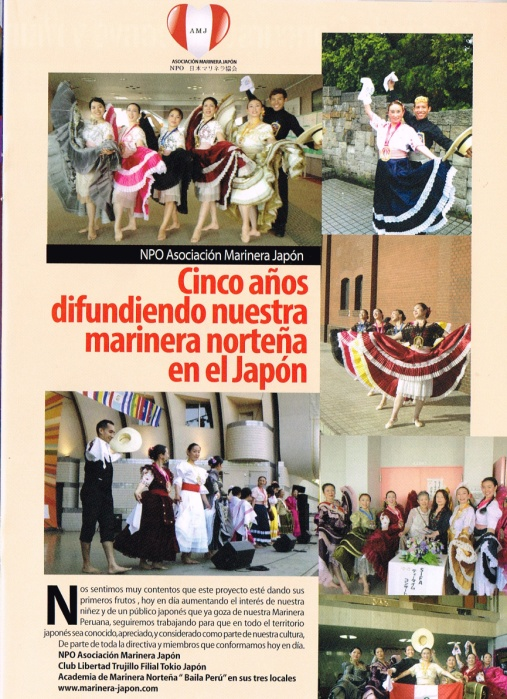 AMJ
ASOCIACIÓN MARINERA JAPÓN
NPO 日本マリネラ協会
NPO Asociación Marinera Japón
Cinco años
difundiendo nuestra
marinera norteña
en el Japón
Nos sentimos muy contentos que este proyecto esté dando sus
primeros frutos , hoy en día aumentando el interés de nuestra
niñez y de un público japonés que ya goza de nuestra Marinera
Peruana, seguiremos trabajando para que en todo el territorio
japonés sea conocido,apreciado,y considerado como parte de nuestra cultura,
De parte de toda la directiva y miembros que conformamos hoy en día.
NPO Asociación Marinera Japón
Club Libertad Trujillo Filial Tokio Japón
Academia de Marinera Norteña " Baila Perú" en sus tres locales
www.marinera-japon.com